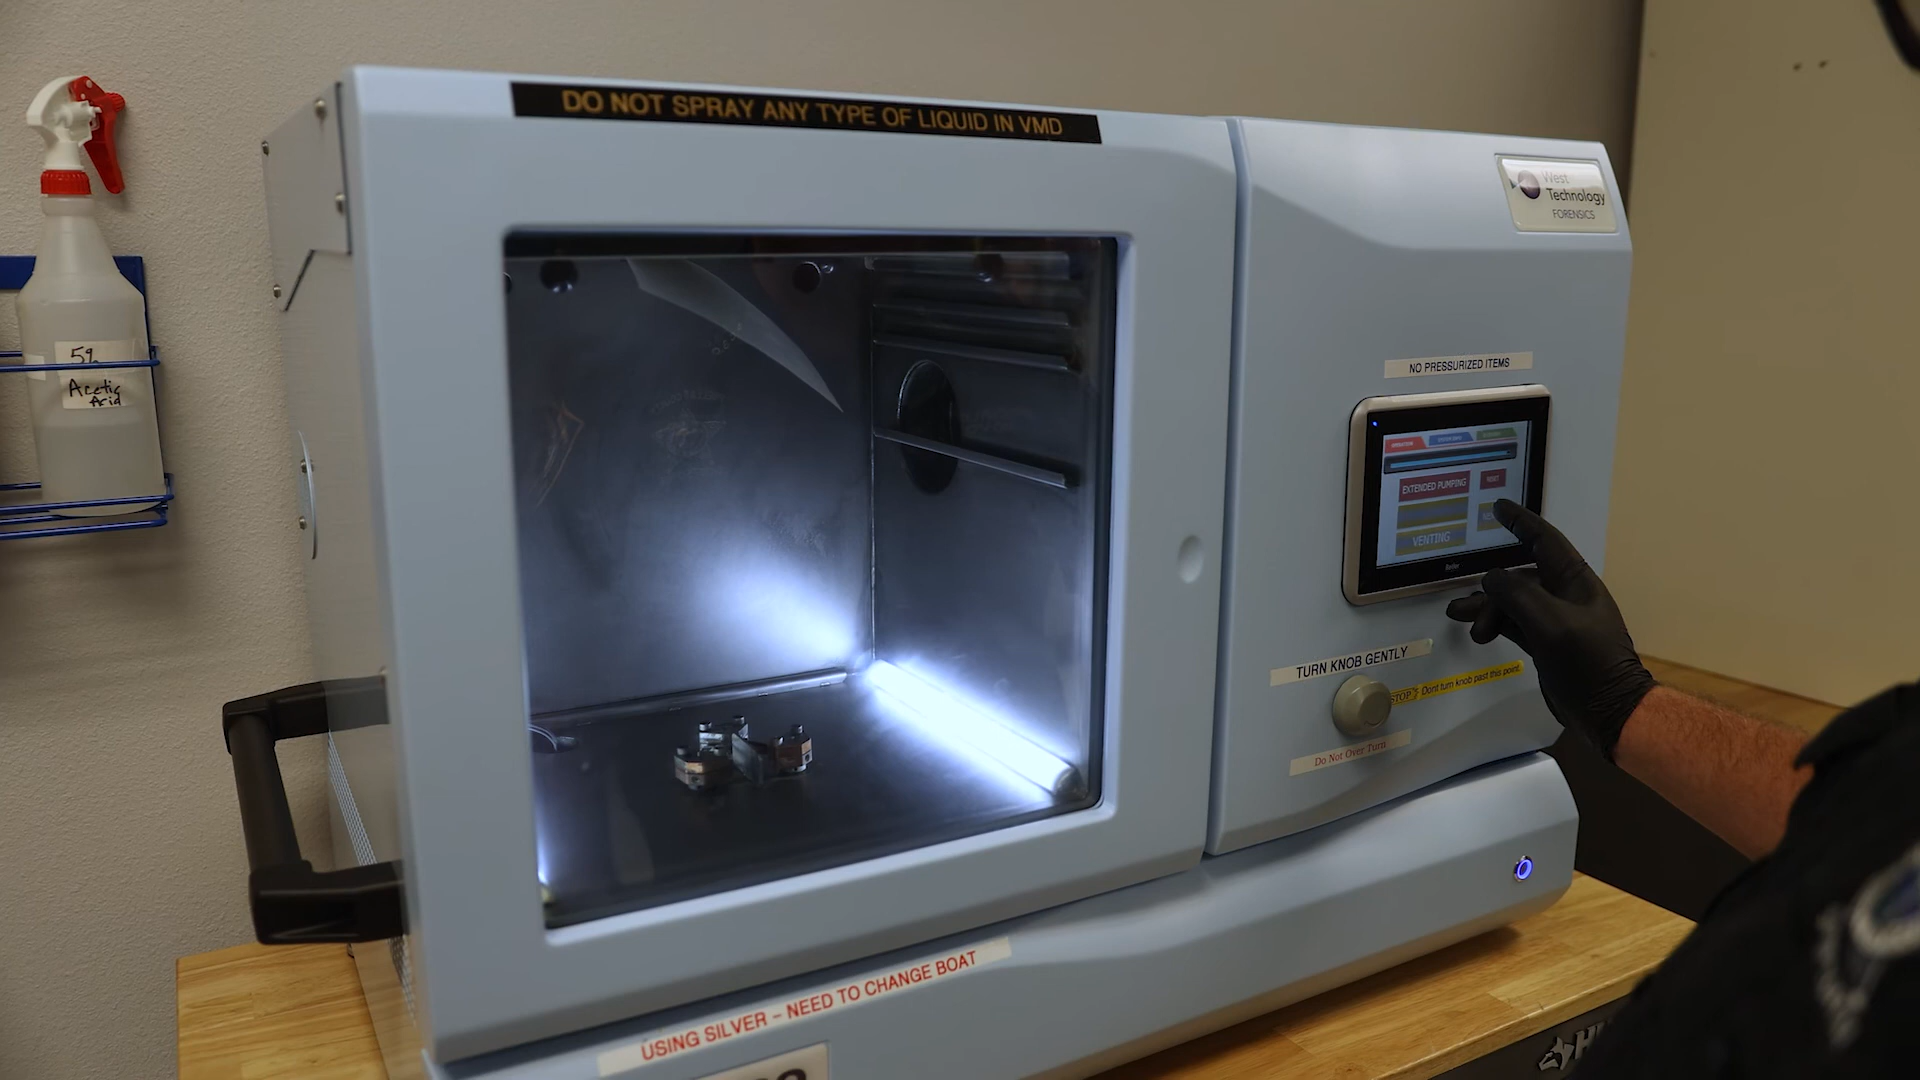 DO NOT SPRAY ANY TYPE OF LIQUID IN VMD
West
Technology
FORENSICS
5%
Acetic
Acid
NO PRESSURIZED ITEMS
EXTENDED PUMPING
VENTING
TURN KNOB GENTLY
STOP Dont turn knob past this point.
Do Not Over Turn
USING SILVER - NEED TO CHANGE BOAT